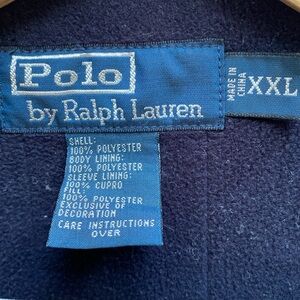 Polo
by Ralph Lauren
MADE IN
CHINA
XXL
SHELL:
100% POLYESTER
BODY LINING:
100% POLYESTER
SLEEVE LINING:
100% CUPRO
FILL:
100% POLYESTER
EXCLUSIVE OF
DECORATION
CARE INSTRUCTIONS
OVER